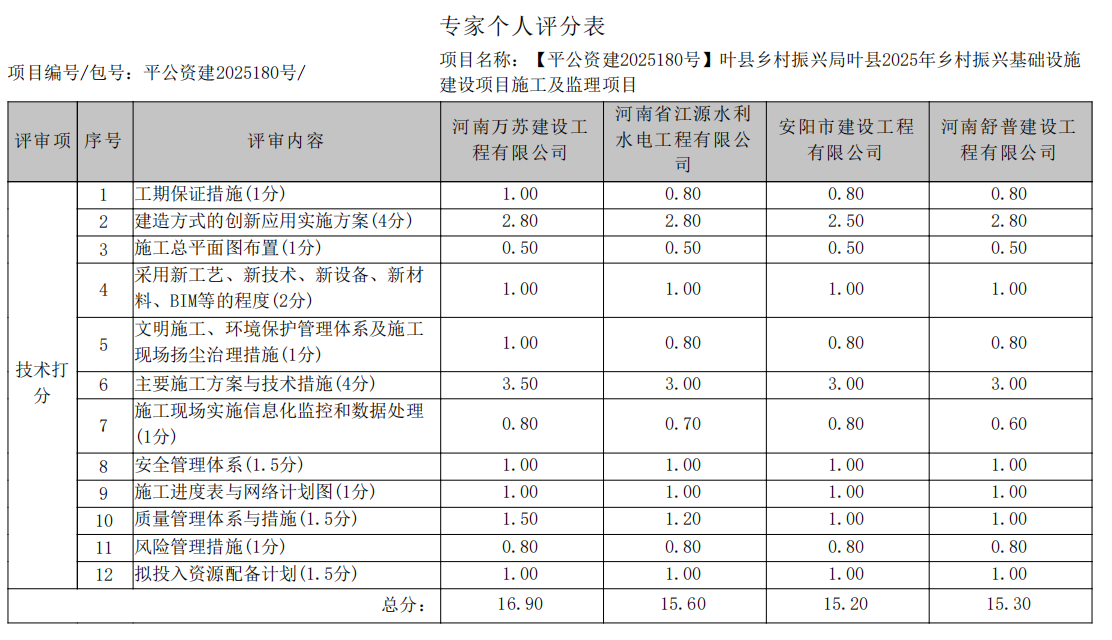 专家个人评分表
项目编号/包号：平公资建2025180号/
项目名称：【平公资建2025180号】叶县乡村振兴局叶县2025年乡村振兴基础设施
建设项目施工及监理项目
评审项 序号 评审内容 河南万苏建设工程有限公司 河南省江源水利水电工程有限公司 安阳市建设工程有限公司 河南舒普建设工程有限公司
技术打分
1 工期保证措施(1分) 1.00 0.80 0.80 0.80
2 建造方式的创新应用实施方案(4分) 2.80 2.80 2.50 2.80
3 施工总平面图布置(1分) 0.50 0.50 0.50 0.50
4 采用新工艺、新技术、新设备、新材料、BIM等的程度(2分) 1.00 1.00 1.00 1.00
5 文明施工、环境保护管理体系及施工现场扬尘治理措施(1分) 1.00 0.80 0.80 0.80
6 主要施工方案与技术措施(4分) 3.50 3.00 3.00 3.00
7 施工现场实施信息化监控和数据处理(1分) 0.80 0.70 0.80 0.60
8 安全管理体系(1.5分) 1.00 1.00 1.00 1.00
9 施工进度表与网络计划图(1分) 1.00 1.00 1.00 1.00
10 质量管理体系与措施(1.5分) 1.50 1.20 1.00 1.00
11 风险管理措施(1分) 0.80 0.80 0.80 0.80
12 拟投入资源配备计划(1.5分) 1.00 1.00 1.00 1.00
总分： 16.90 15.60 15.20 15.30